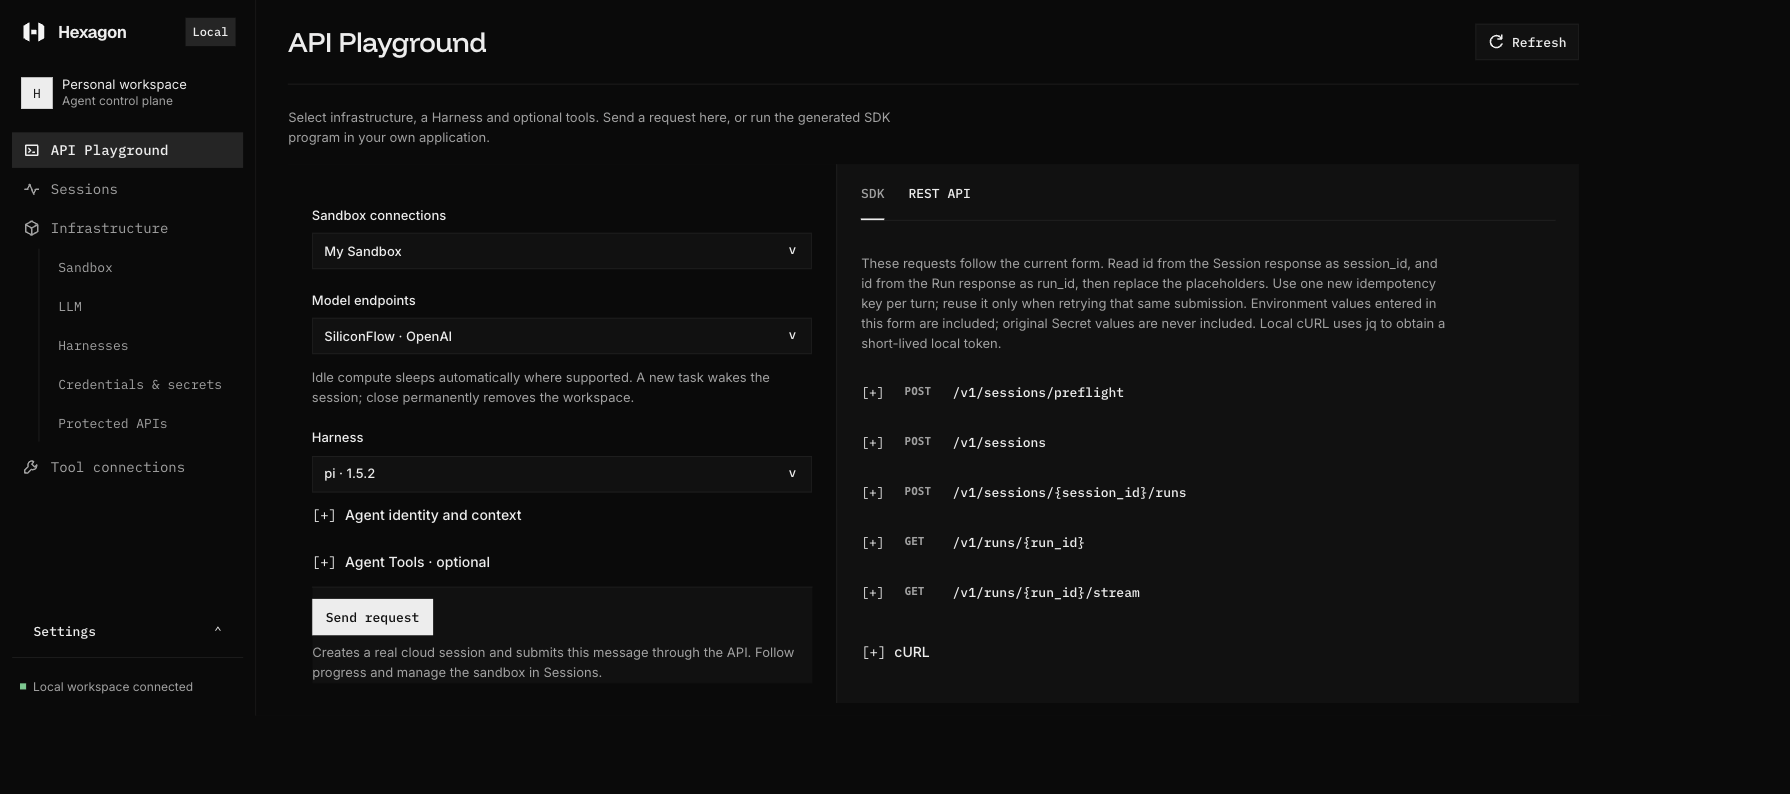 Hexagon
Local
H
Personal workspace
Agent control plane
API Playground
Sessions
Infrastructure
Sandbox
LLM
Harnesses
Credentials & secrets
Protected APIs
Tool connections
Settings
^
Local workspace connected
API Playground
Refresh
Select infrastructure, a Harness and optional tools. Send a request here, or run the generated SDK
program in your own application.
Sandbox connections
My Sandbox v
Model endpoints
SiliconFlow · OpenAI v
Idle compute sleeps automatically where supported. A new task wakes the
session; close permanently removes the workspace.
Harness
pi · 1.5.2 v
[+] Agent identity and context
[+] Agent Tools · optional
Send request
Creates a real cloud session and submits this message through the API. Follow
progress and manage the sandbox in Sessions.
SDK REST API
These requests follow the current form. Read id from the Session response as session_id, and
id from the Run response as run_id, then replace the placeholders. Use one new idempotency
key per turn; reuse it only when retrying that same submission. Environment values entered in
this form are included; original Secret values are never included. Local cURL uses jq to obtain a
short-lived local token.
[+] POST /v1/sessions/preflight
[+] POST /v1/sessions
[+] POST /v1/sessions/{session_id}/runs
[+] GET /v1/runs/{run_id}
[+] GET /v1/runs/{run_id}/stream
[+] cURL